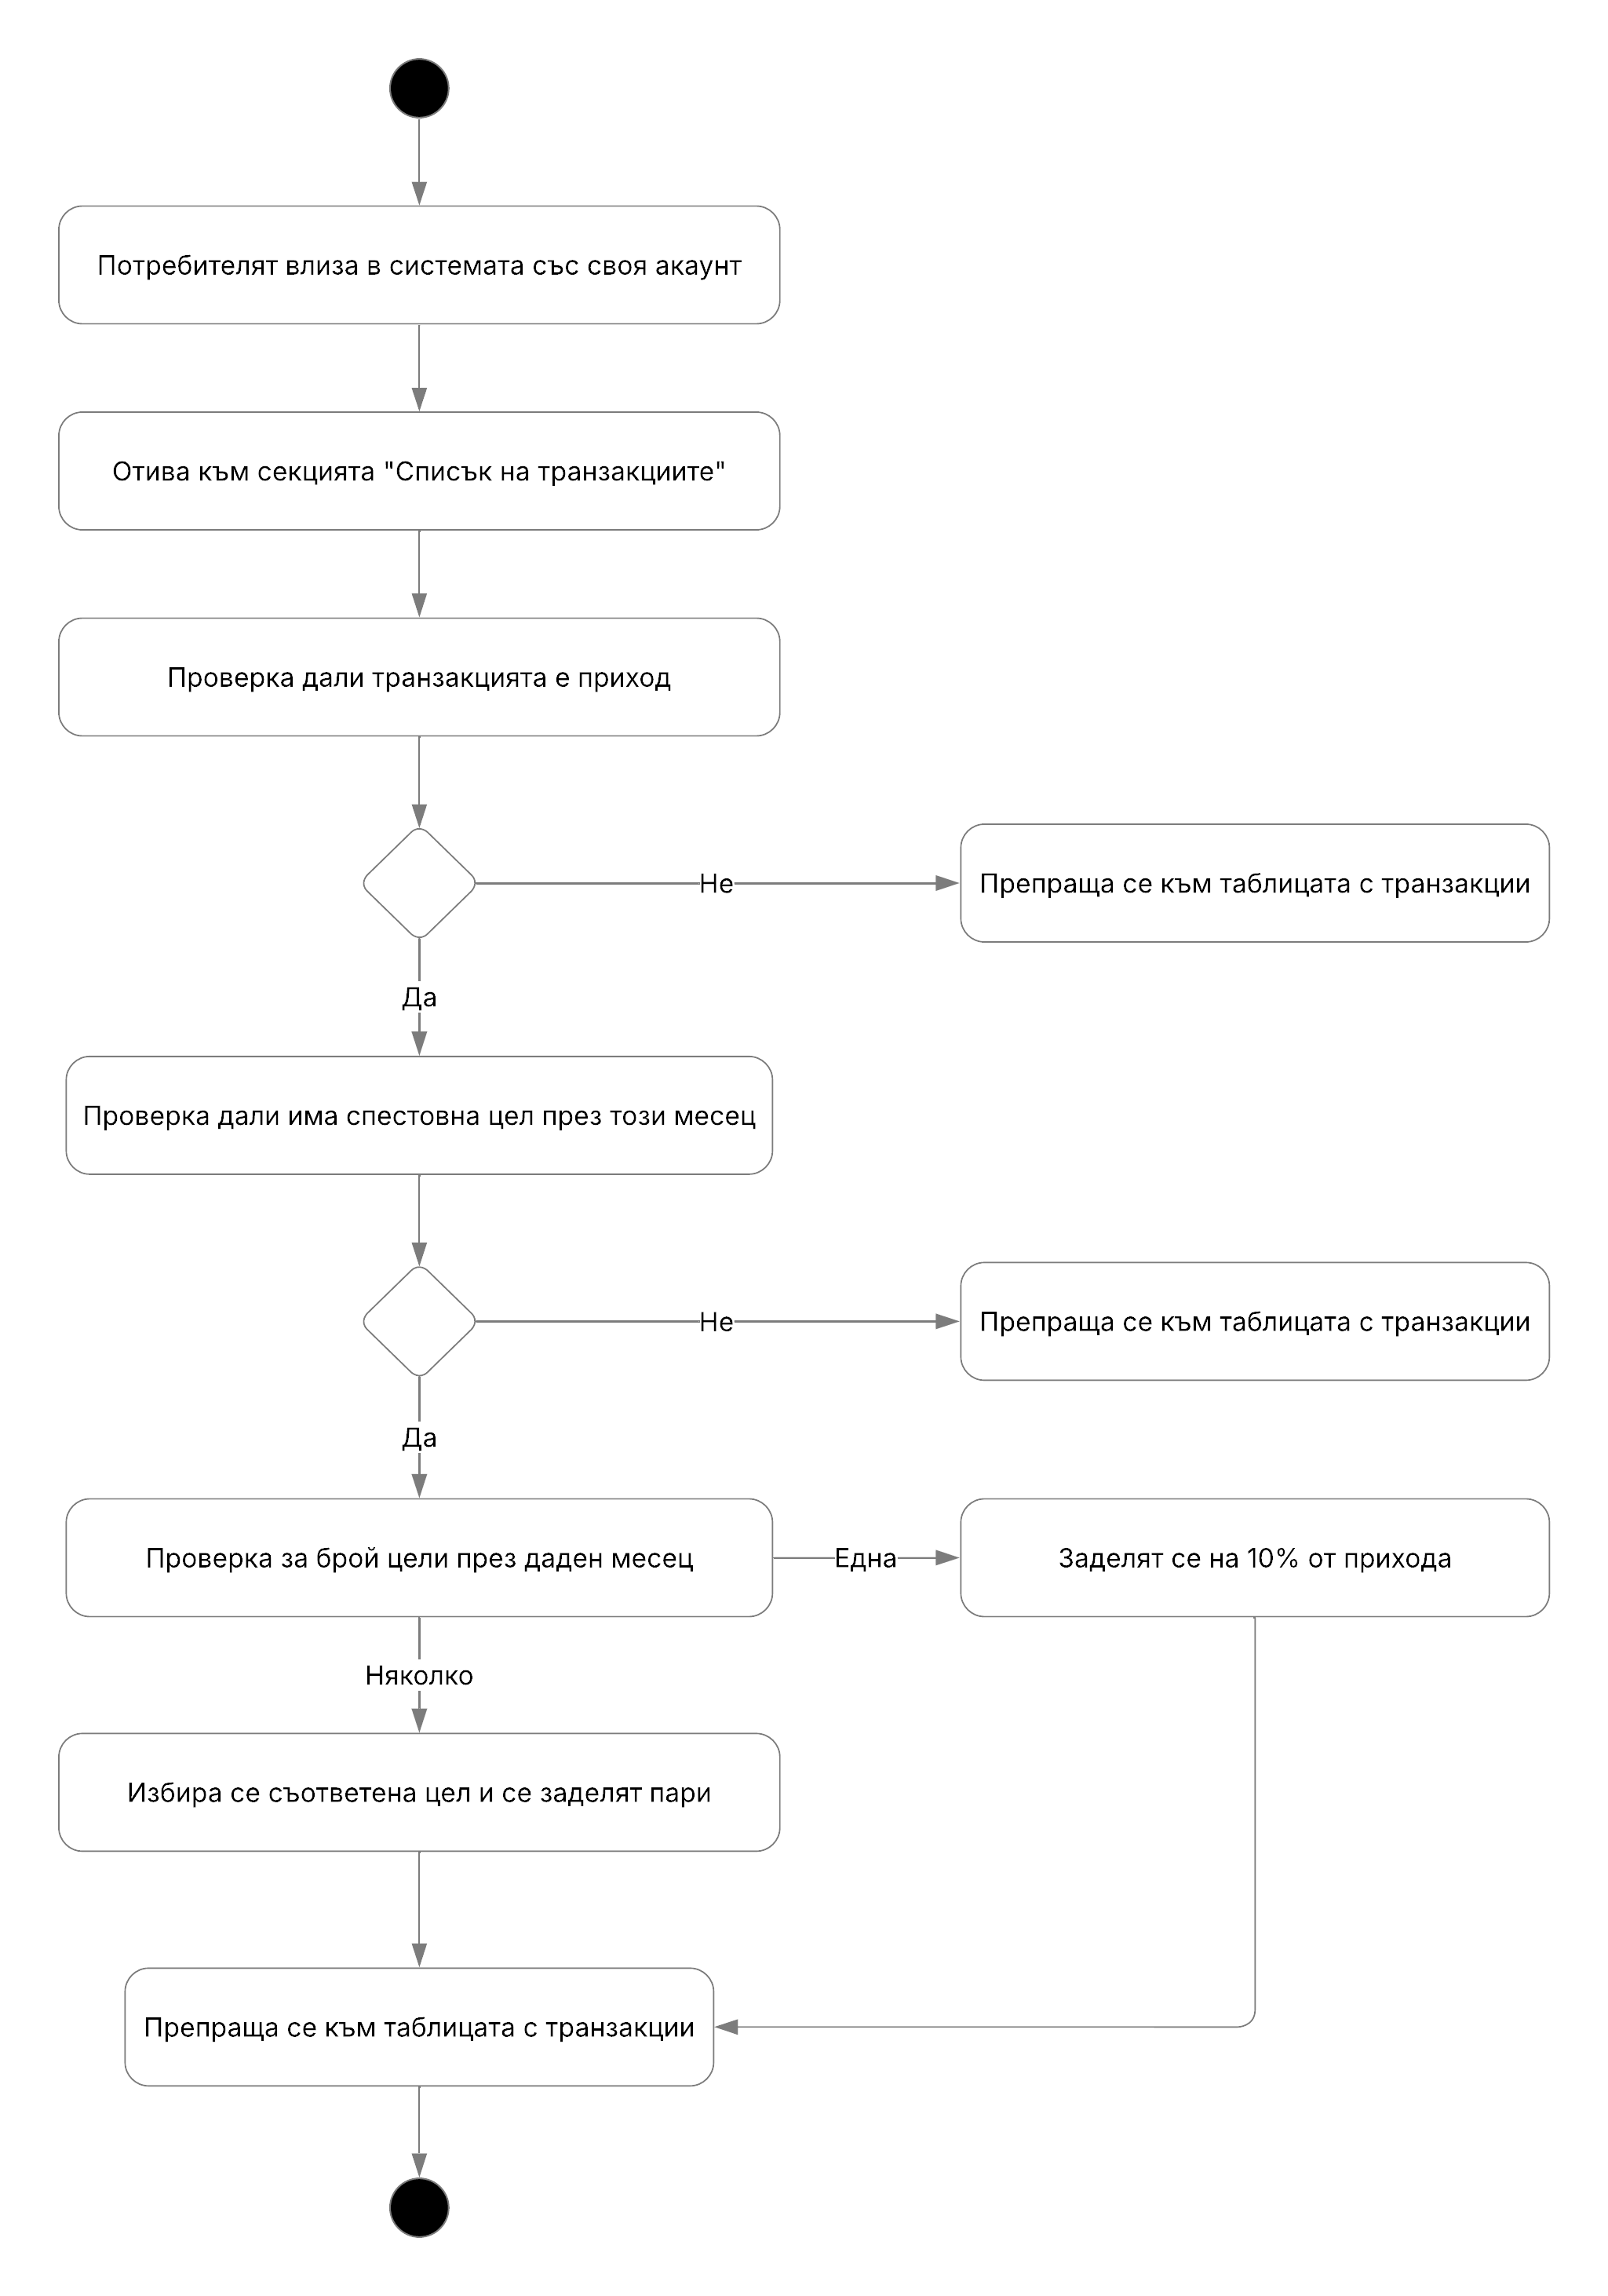 Потребителят влиза в системата със своя акаунт
Отива към секцията "Списък на транзакциите"
Проверка дали транзакцията е приход
Не
Препраща се към таблицата с транзакции
Да
Проверка дали има спестовна цел през този месец
Не
Препраща се към таблицата с транзакции
Да
Проверка за брой цели през даден месец
Една
Заделят се на 10% от прихода
Няколко
Избира се съответена цел и се заделят пари
Препраща се към таблицата с транзакции